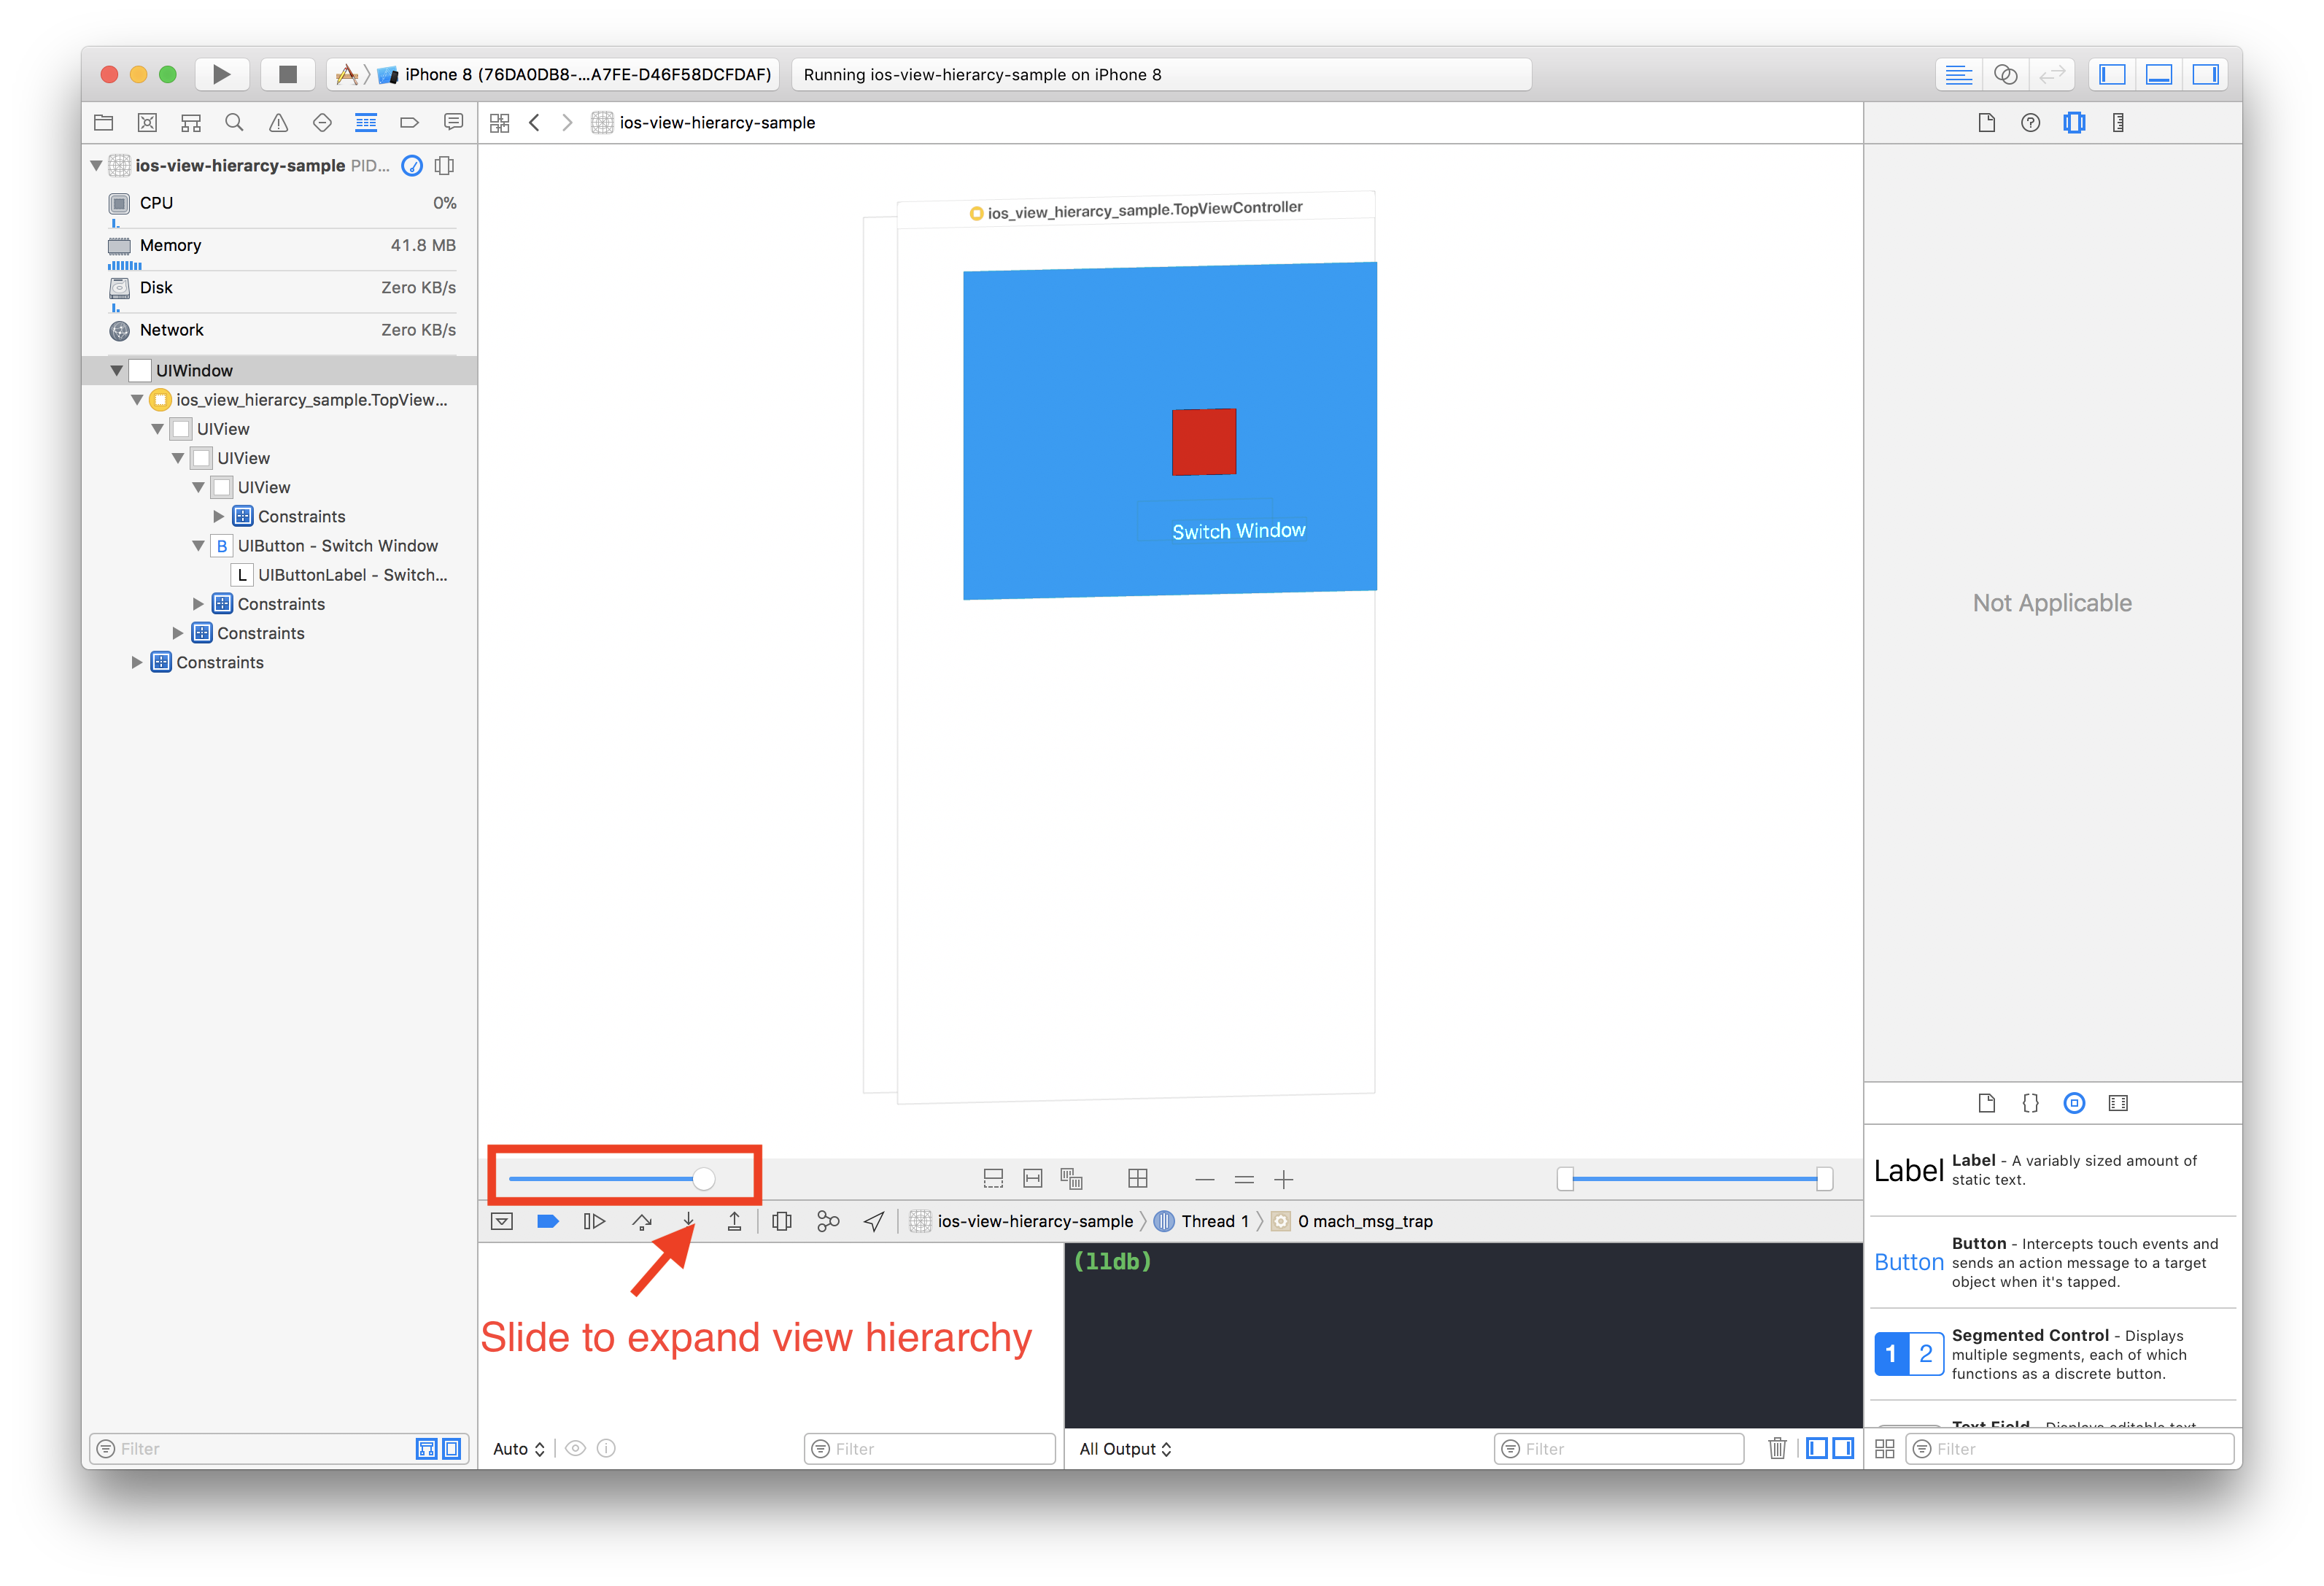 iPhone 8 (76DA0DB8-...A7FE-D46F58DCFDAF)
Running ios-view-hierarcy-sample on iPhone 8
ios-view-hierarcy-sample
ios-view-hierarcy-sample PID...
CPU 0%
Memory 41.8 MB
Disk Zero KB/s
Network Zero KB/s
UIWindow
ios_view_hierarcy_sample.TopView...
UIView
UIView
UIView
Constraints
B UIButton - Switch Window
L UIButtonLabel - Switch...
Constraints
Constraints
Constraints
Filter
ios_view_hierarcy_sample.TopViewController
Switch Window
ios-view-hierarcy-sample
Thread 1
0 mach_msg_trap
Slide to expand view hierarchy
Auto
Filter
(lldb)
All Output
Filter
Not Applicable
Label
Label - A variably sized amount of
static text.
Button
Button - Intercepts touch events and
sends an action message to a target
object when it's tapped.
1 2
Segmented Control - Displays
multiple segments, each of which
functions as a discrete button.
Text Field - Displays editable text
Filter